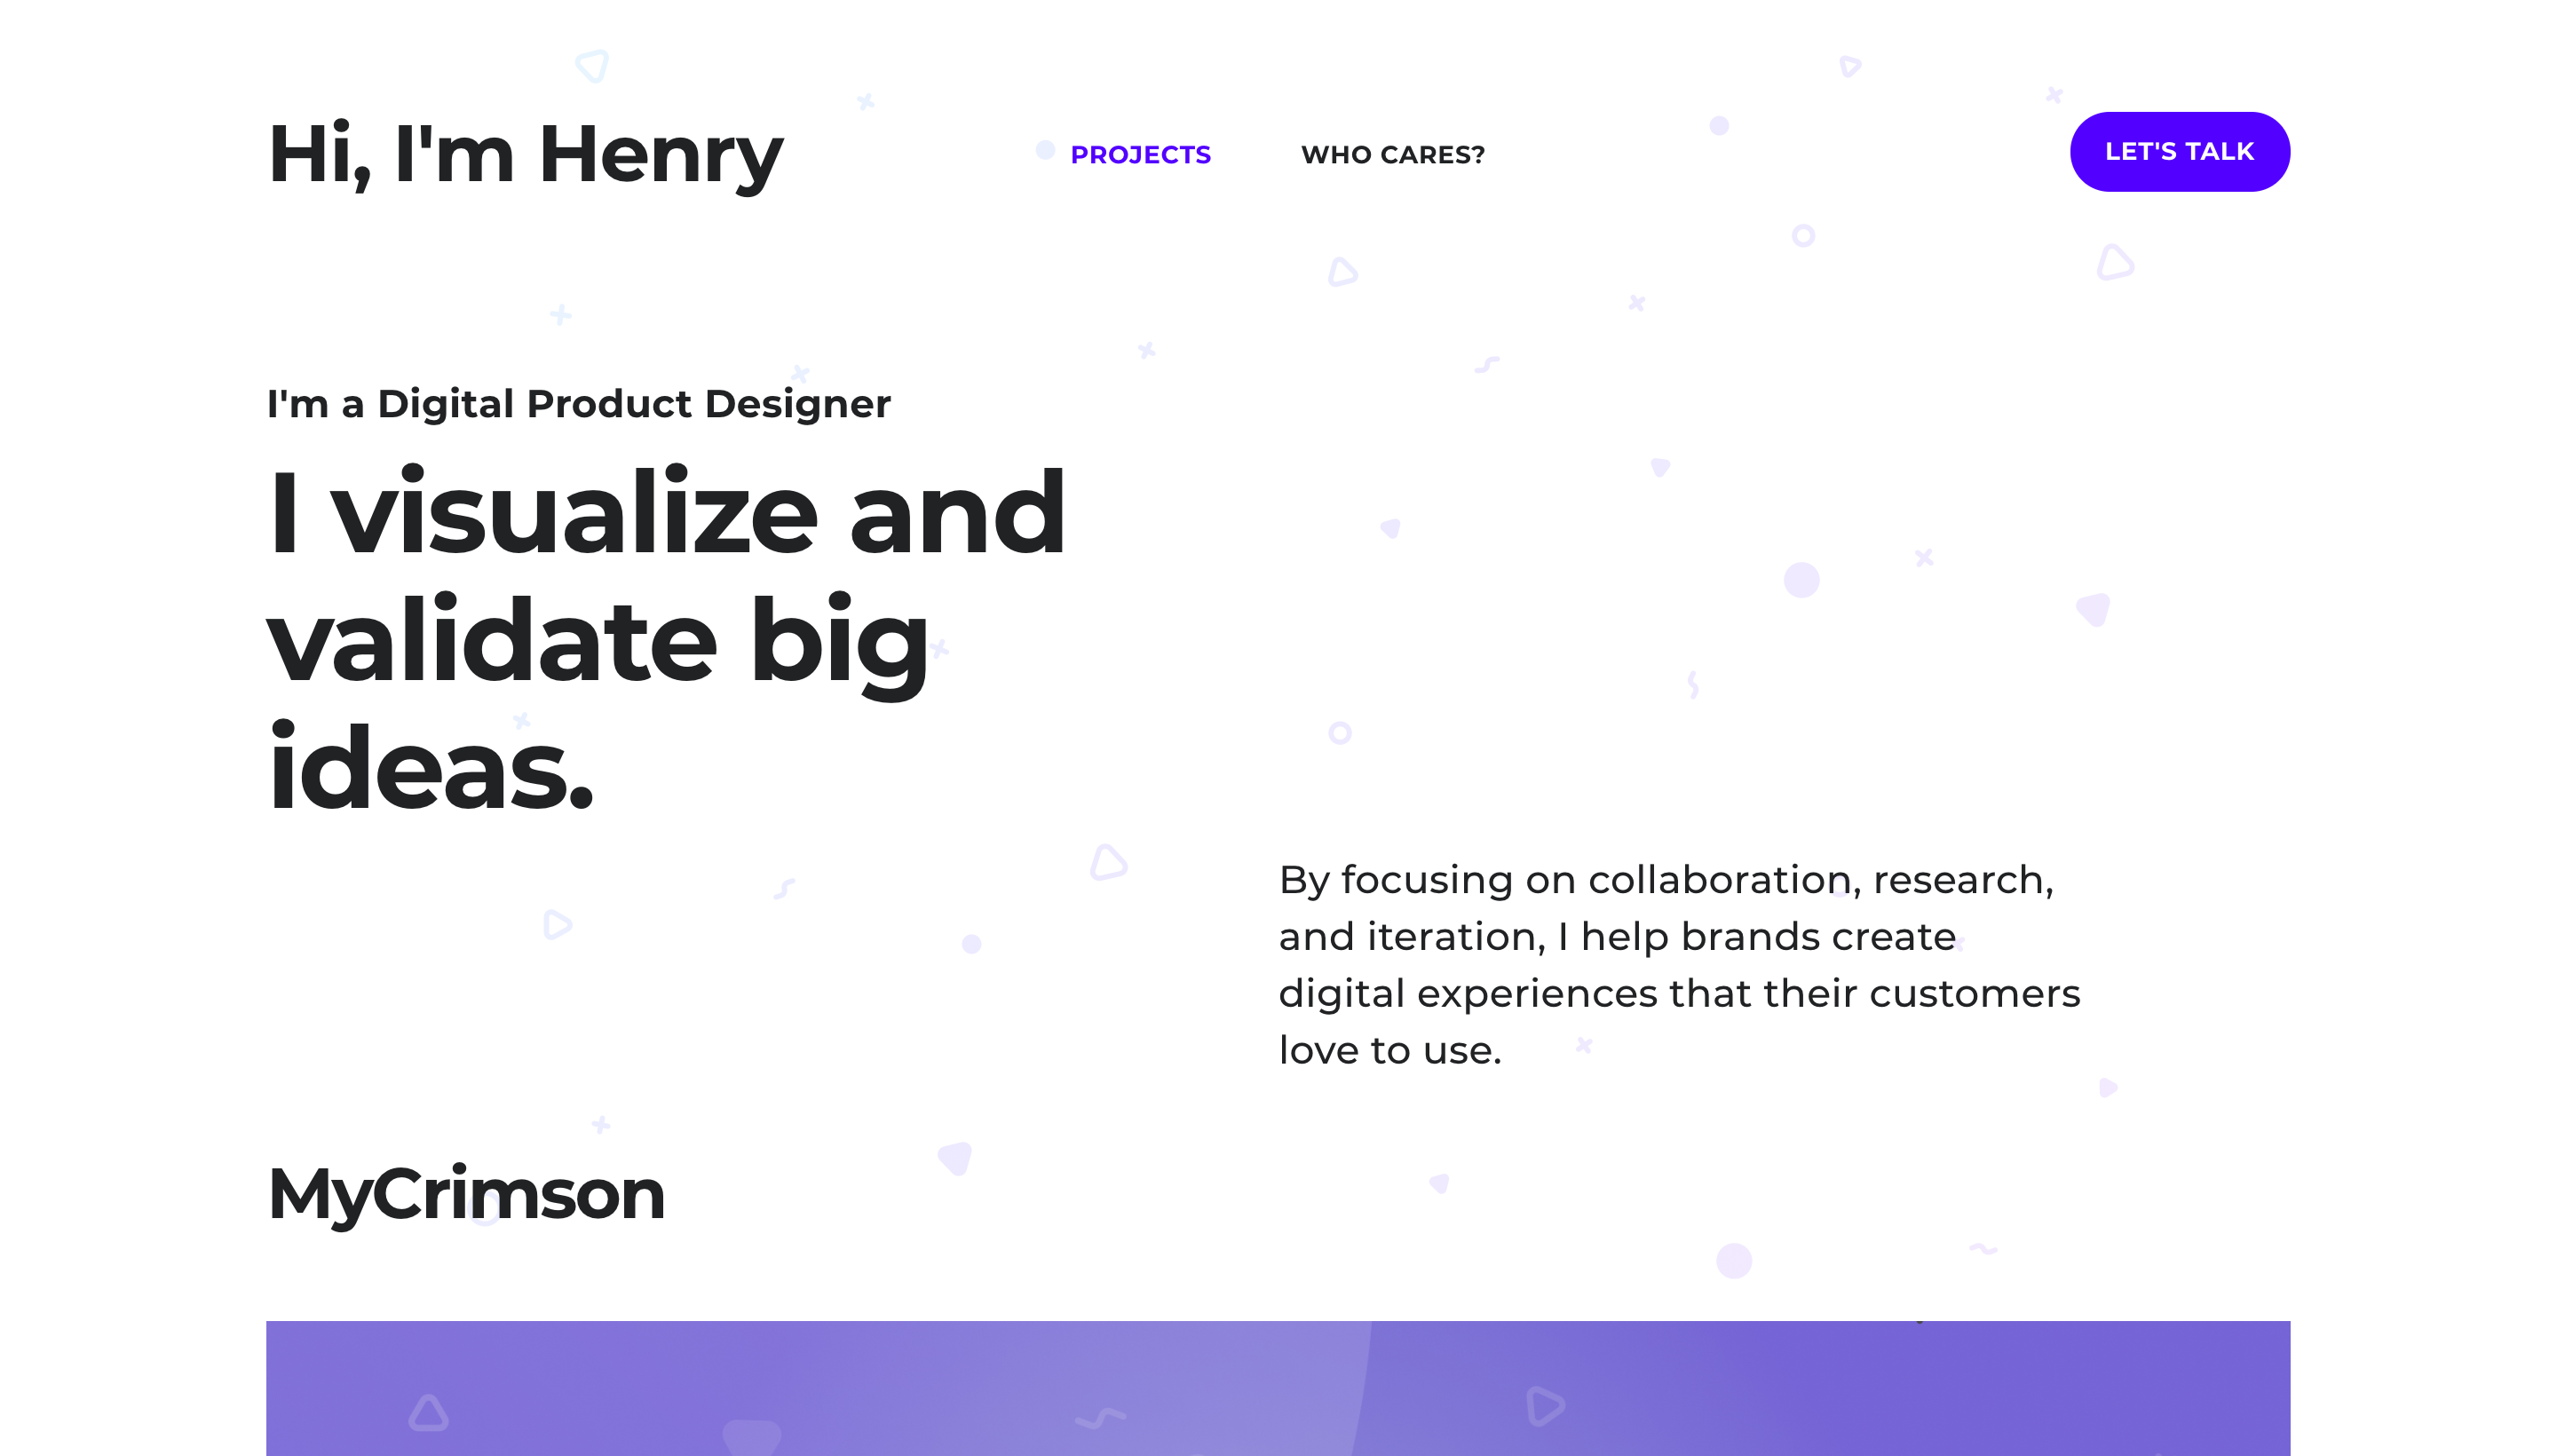 Hi, I'm Henry
PROJECTS
WHO CARES?
LET'S TALK
I'm a Digital Product Designer
I visualize and
validate big
ideas.
By focusing on collaboration, research,
and iteration, I help brands create
digital experiences that their customers
love to use.
MyCrimson